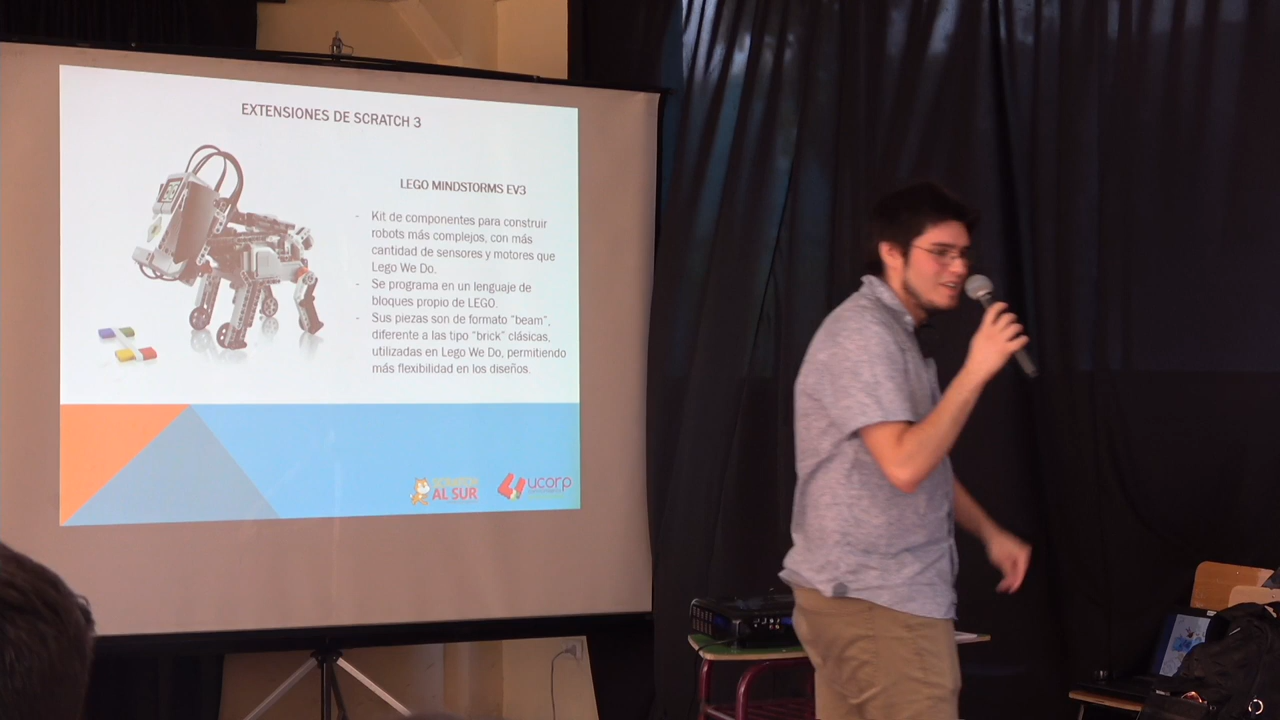 EXTENSIONES DE SCRATCH 3
LEGO MINDSTORMS EV3
- Kit de componentes para construir
robots más complejos, con más
cantidad de sensores y motores que
Lego We Do.
- Se programa en un lenguaje de
bloques propio de LEGO.
- Sus piezas son de formato “beam”,
diferente a las tipo “brick” clásicas,
utilizadas en Lego We Do, permitiendo
más flexibilidad en los diseños.
SCRATCH
AL SUR
ucorp